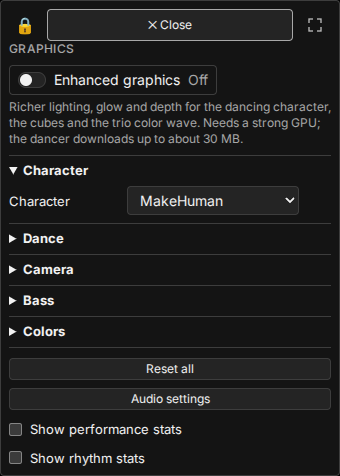 Close
GRAPHICS
Enhanced graphics Off
Richer lighting, glow and depth for the dancing character,
the cubes and the trio color wave. Needs a strong GPU;
the dancer downloads up to about 30 MB.
Character
Character MakeHuman
Dance
Camera
Bass
Colors
Reset all
Audio settings
Show performance stats
Show rhythm stats